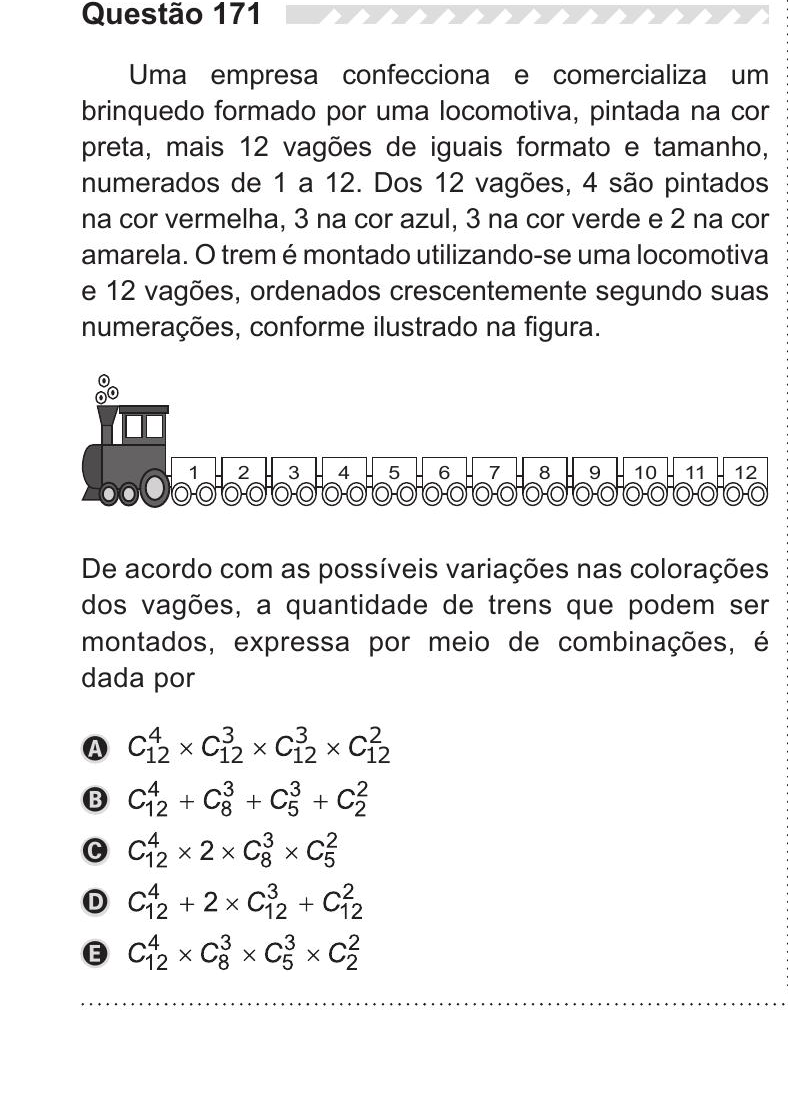 Questão 171
Uma empresa confecciona e comercializa um
brinquedo formado por uma locomotiva, pintada na cor
preta, mais 12 vagões de iguais formato e tamanho,
numerados de 1 a 12. Dos 12 vagões, 4 são pintados
na cor vermelha, 3 na cor azul, 3 na cor verde e 2 na cor
amarela. O trem é montado utilizando-se uma locomotiva
e 12 vagões, ordenados crescentemente segundo suas
numerações, conforme ilustrado na figura.
1 2 3 4 5 6 7 8 9 10 11 12
De acordo com as possíveis variações nas colorações
dos vagões, a quantidade de trens que podem ser
montados, expressa por meio de combinações, é
dada por
A $C_{12}^{4} \times C_{12}^{3} \times C_{12}^{3} \times C_{12}^{2}$
B $C_{12}^{4} + C_{8}^{3} + C_{5}^{3} + C_{2}^{2}$
C $C_{12}^{4} \times 2 \times C_{8}^{3} \times C_{5}^{2}$
D $C_{12}^{4} + 2 \times C_{12}^{3} + C_{12}^{2}$
E $C_{12}^{4} \times C_{8}^{3} \times C_{5}^{3} \times C_{2}^{2}$